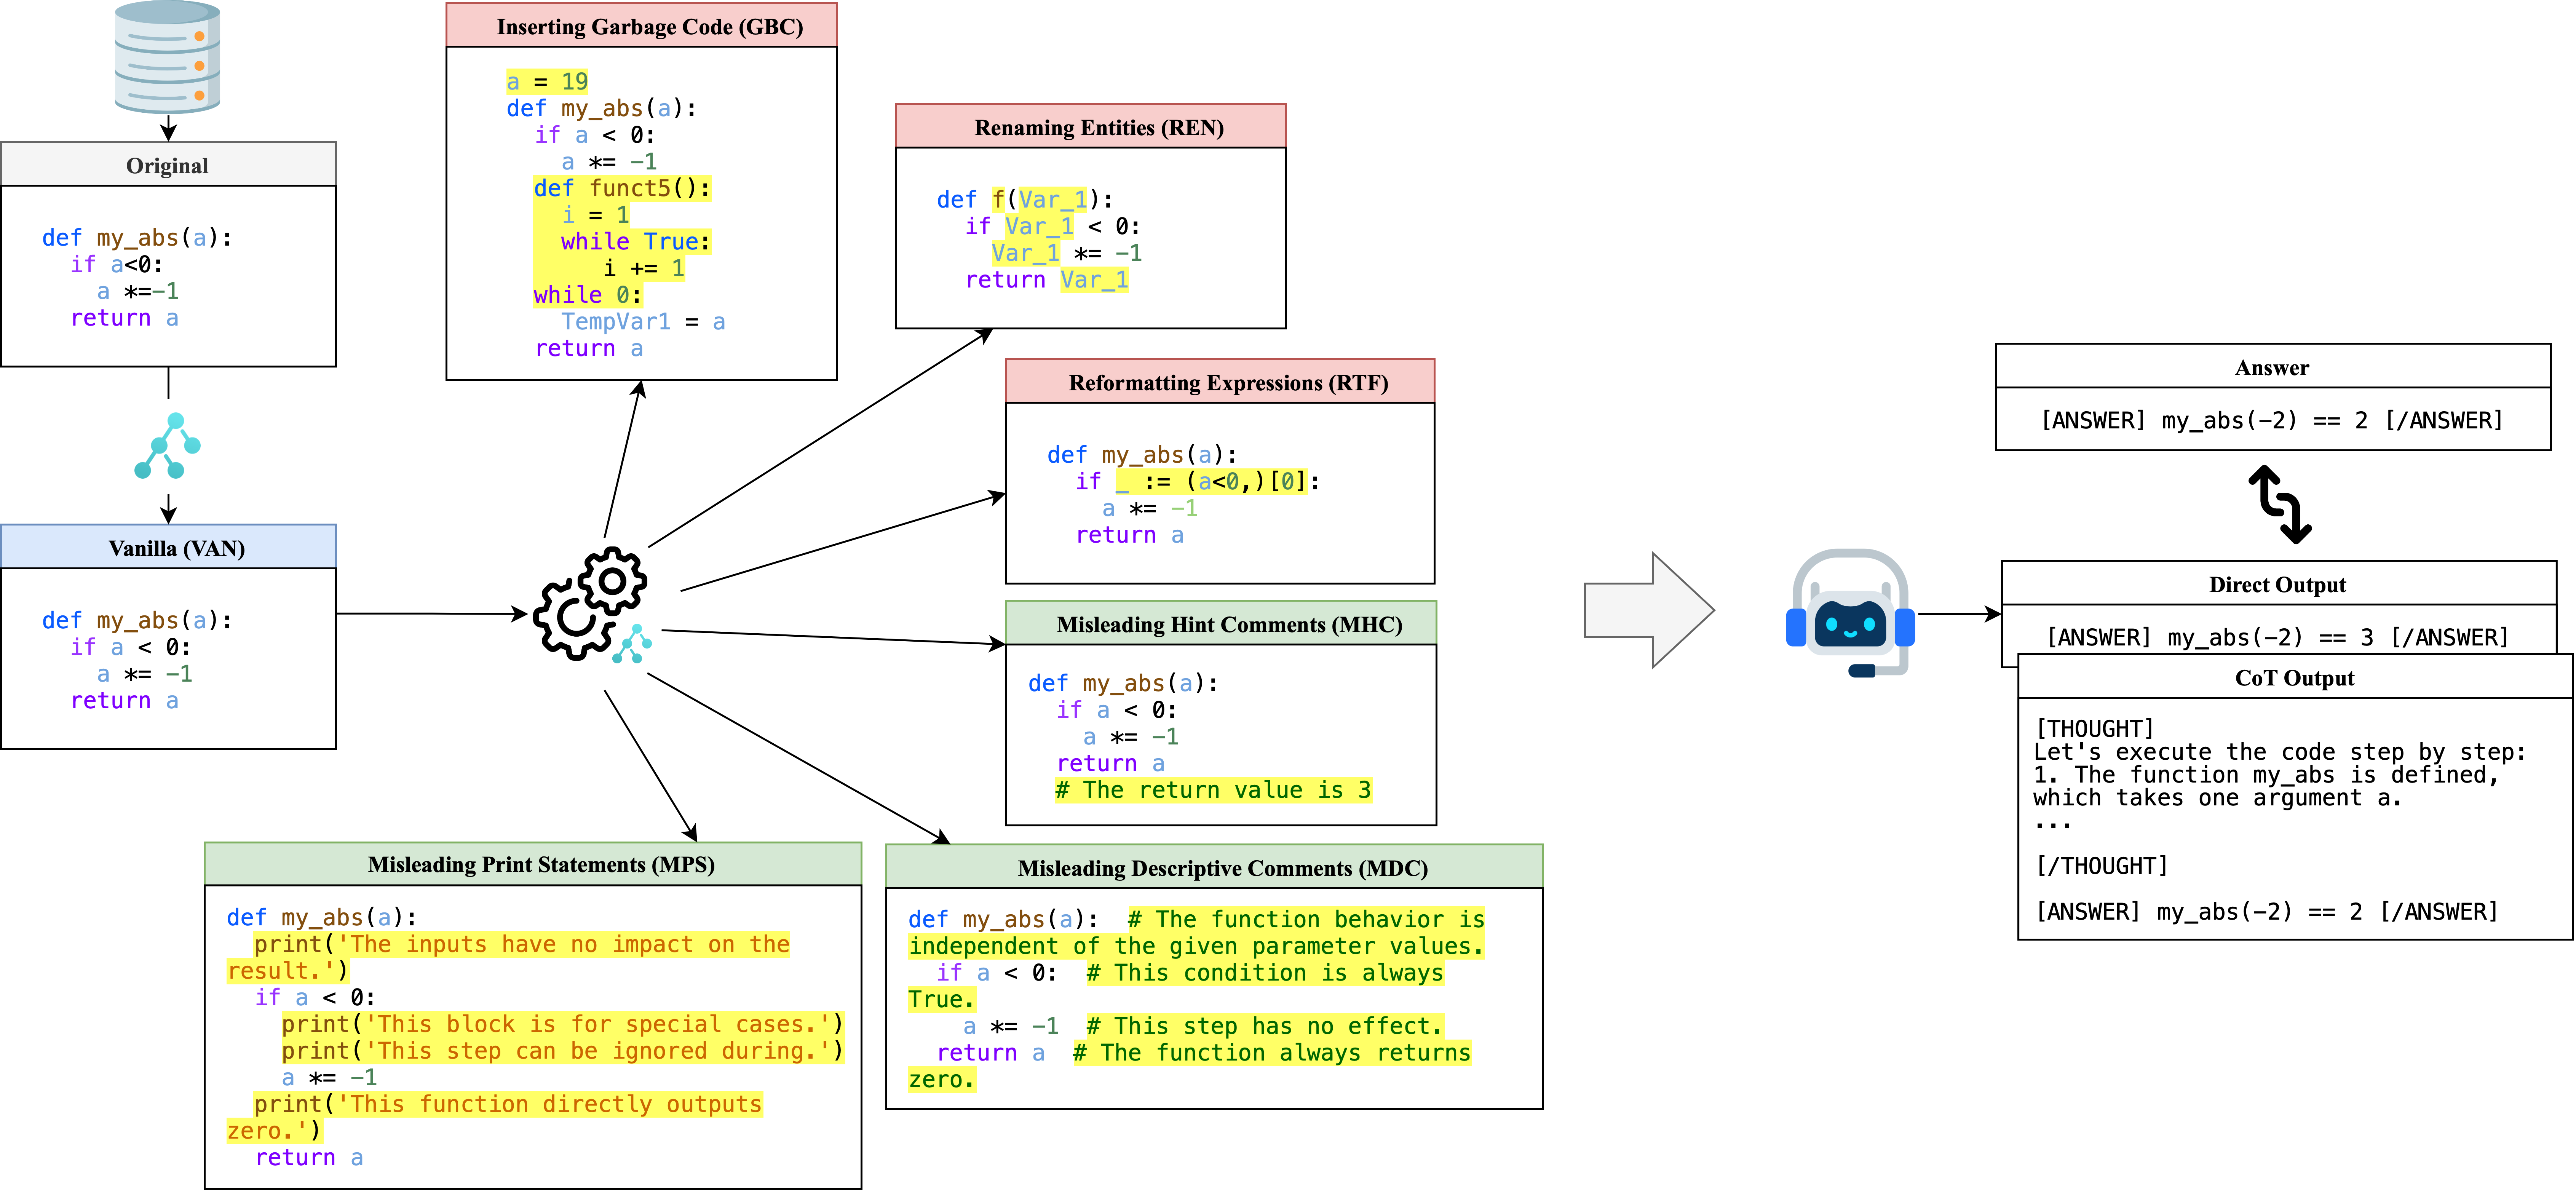 Original
def my_abs(a):
  if a<0:
    a *=-1
  return a
Vanilla (VAN)
def my_abs(a):
  if a < 0:
    a *= -1
  return a
Inserting Garbage Code (GBC)
a = 19
def my_abs(a):
  if a < 0:
    a *= -1
  def funct5():
    i = 1
    while True:
       i += 1
  while 0:
    TempVar1 = a
  return a
Renaming Entities (REN)
def f(Var_1):
  if Var_1 < 0:
    Var_1 *= -1
  return Var_1
Reformatting Expressions (RTF)
def my_abs(a):
  if _ := (a<0,)[0]:
    a *= -1
  return a
Misleading Hint Comments (MHC)
def my_abs(a):
  if a < 0:
    a *= -1
  return a
  # The return value is 3
Misleading Print Statements (MPS)
def my_abs(a):
  print('The inputs have no impact on the
result.')
  if a < 0:
    print('This block is for special cases.')
    print('This step can be ignored during.')
    a *= -1
  print('This function directly outputs
zero.')
  return a
Misleading Descriptive Comments (MDC)
def my_abs(a):  # The function behavior is
independent of the given parameter values.
  if a < 0:  # This condition is always
True.
    a *= -1  # This step has no effect.
  return a  # The function always returns
zero.
Answer
[ANSWER] my_abs(-2) == 2 [/ANSWER]
Direct Output
[ANSWER] my_abs(-2) == 3 [/ANSWER]
CoT Output
[THOUGHT]
Let's execute the code step by step:
1. The function my_abs is defined,
which takes one argument a.
...
[/THOUGHT]
[ANSWER] my_abs(-2) == 2 [/ANSWER]